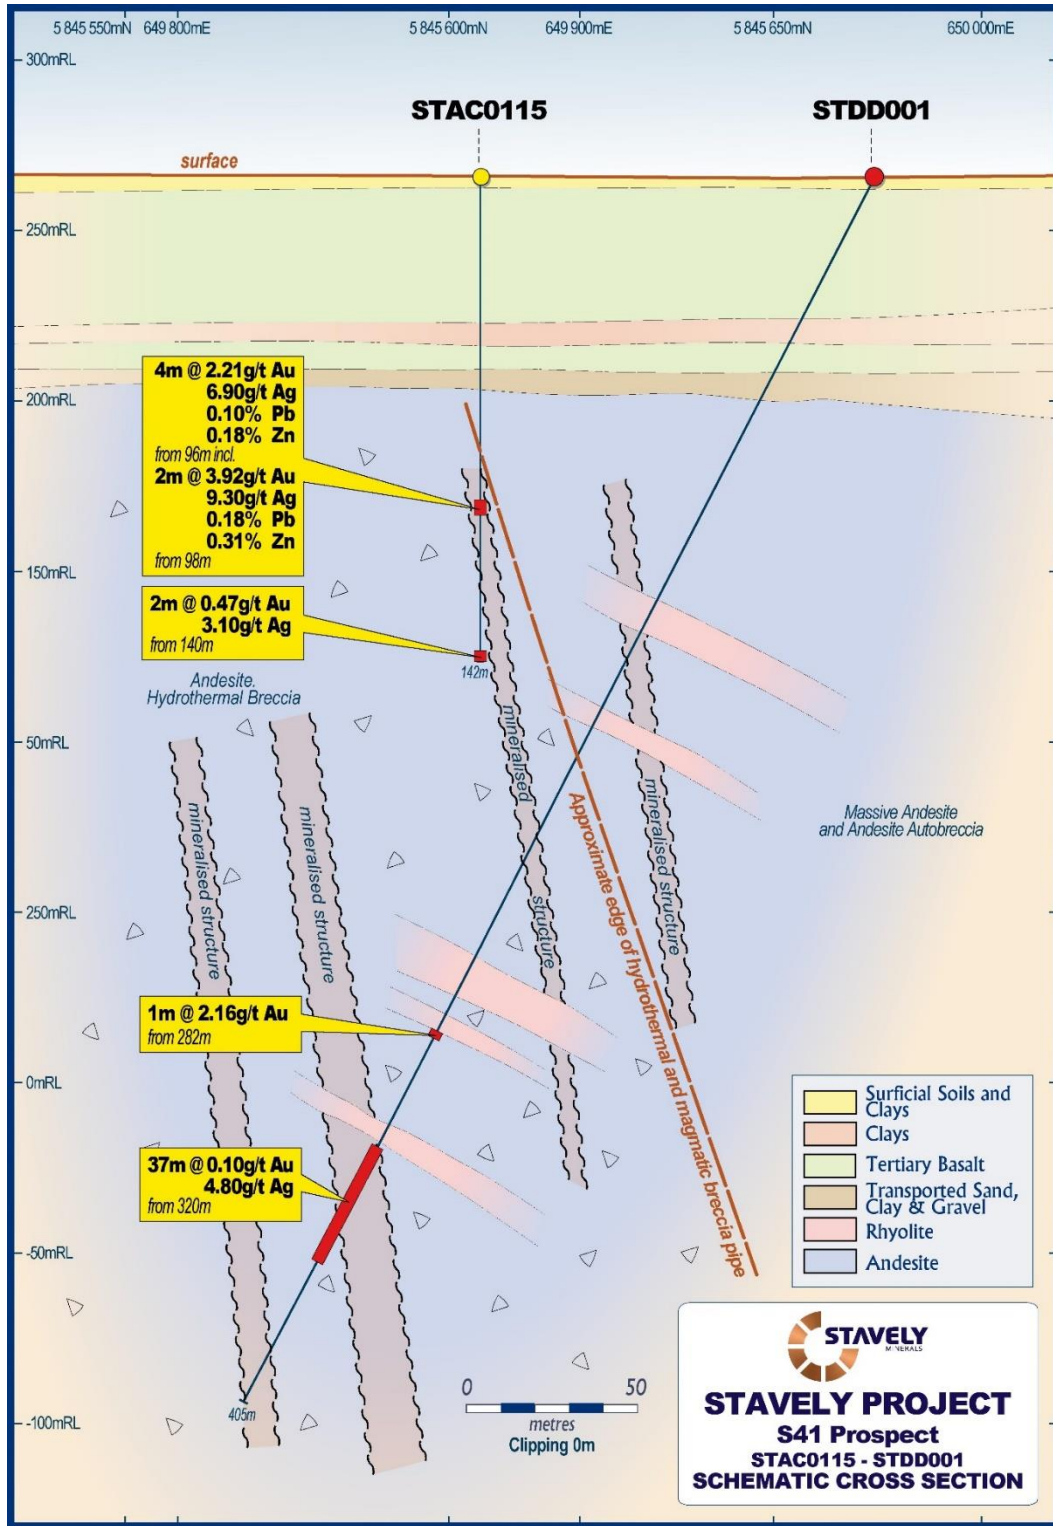 5 845 550mN 649 800mE 5 845 600mN 649 900mE 5 845 650mN 650 000mE
300mRL
STAC0115 STDD001
surface
250mRL
200mRL
4m @ 2.21g/t Au
6.90g/t Ag
0.10% Pb
0.18% Zn
from 96m incl.
2m @ 3.92g/t Au
9.30g/t Ag
0.18% Pb
0.31% Zn
from 98m
150mRL
2m @ 0.47g/t Au
3.10g/t Ag
from 140m
142m
Andesite.
Hydrothermal Breccia
50mRL
mineralised structure
mineralised structure
mineralised structure
Approximate edge of hydrothermal and magmatic breccia pipe
mineralised structure
Massive Andesite
and Andesite Autobreccia
250mRL
1m @ 2.16g/t Au
from 282m
0mRL
37m @ 0.10g/t Au
4.80g/t Ag
from 320m
-50mRL
-100mRL
405m
Surficial Soils and
Clays
Clays
Tertiary Basalt
Transported Sand,
Clay & Gravel
Rhyolite
Andesite
0 50
metres
Clipping 0m
STAVELY
MINERALS
STAVELY PROJECT
S41 Prospect
STAC0115 - STDD001
SCHEMATIC CROSS SECTION